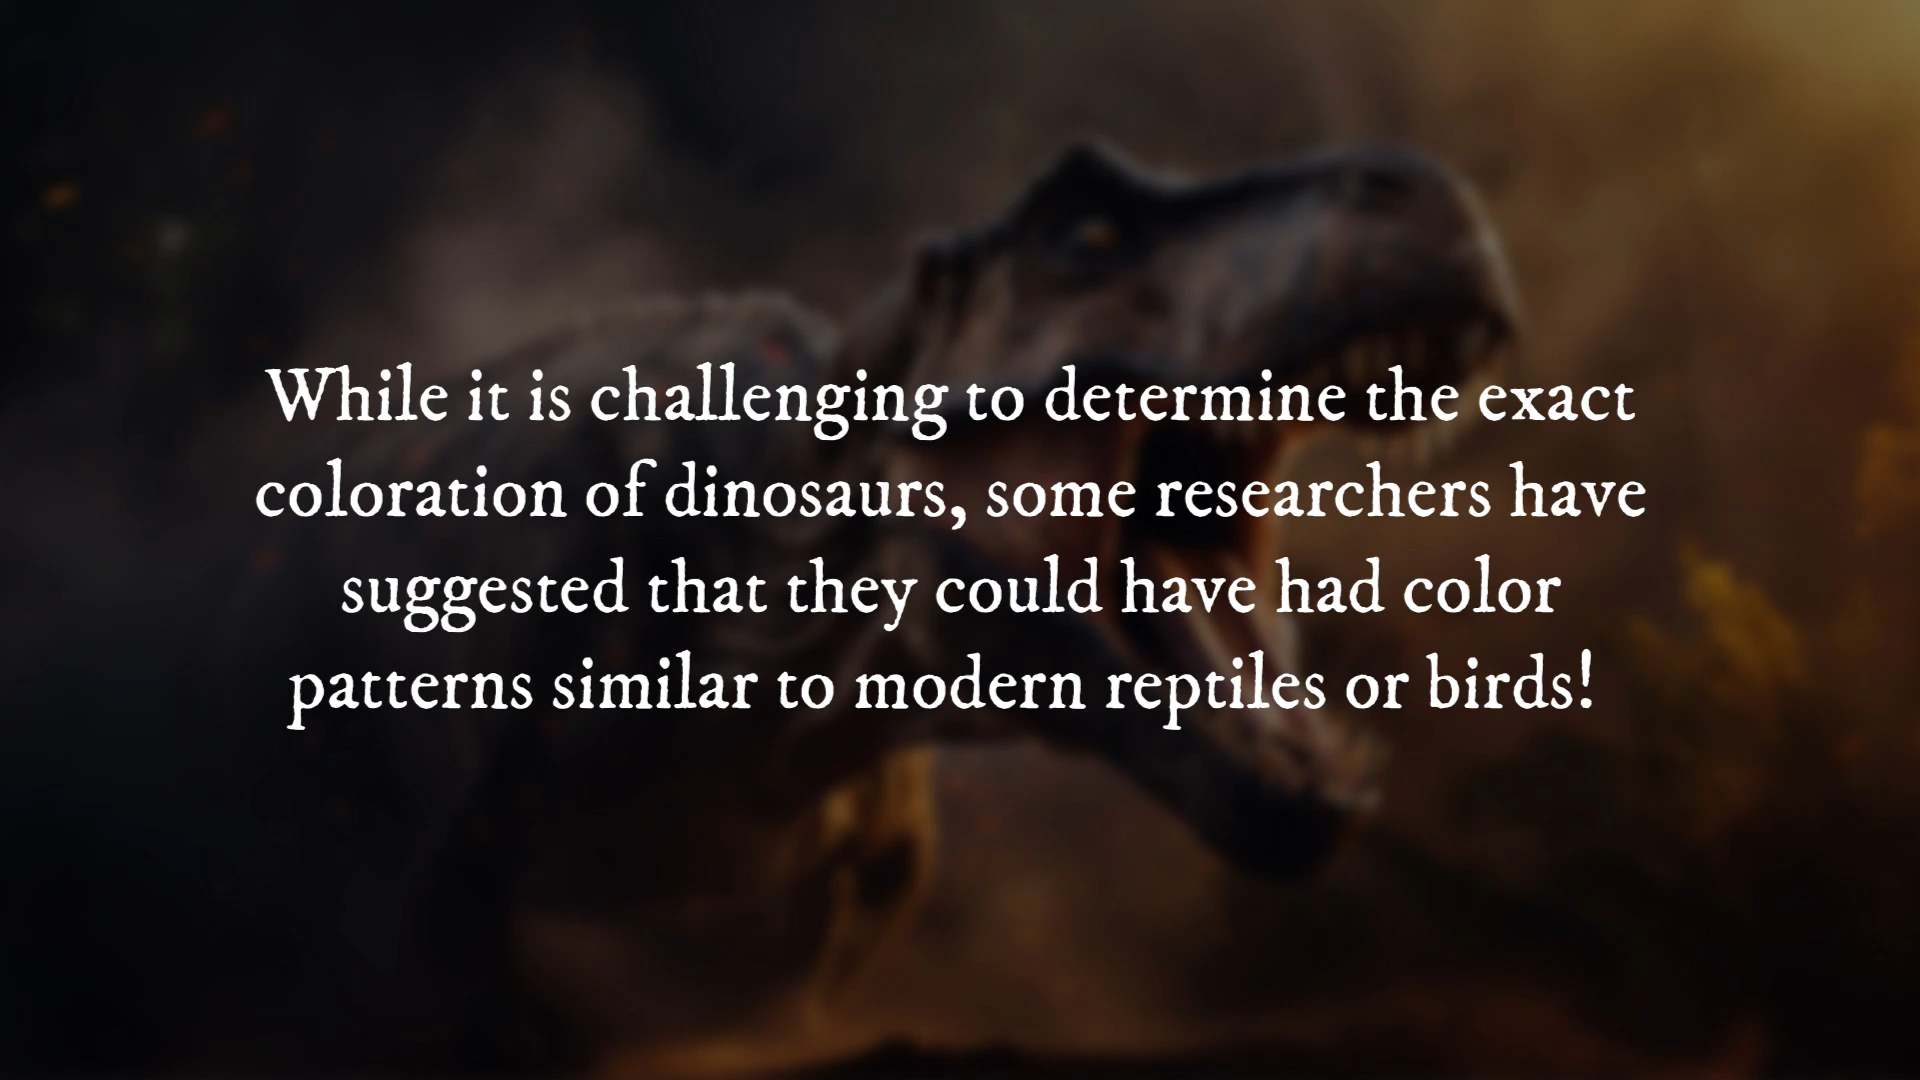 While it is challenging to determine the exact
coloration of dinosaurs, some researchers have
suggested that they could have had color
patterns similar to modern reptiles or birds!